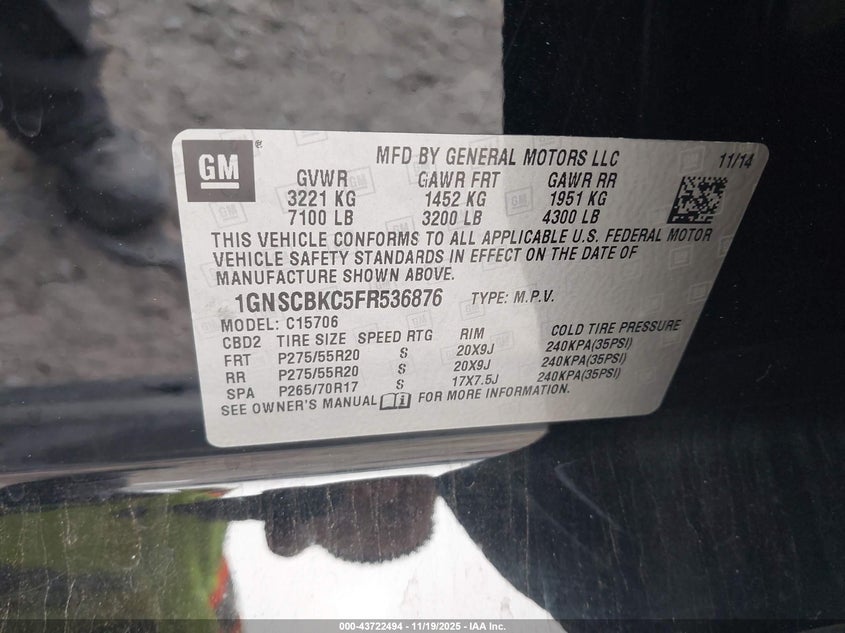 GM ®
MFD BY GENERAL MOTORS LLC 11/14
GVWR GAWR FRT GAWR RR
3221 KG 1452 KG 1951 KG
7100 LB 3200 LB 4300 LB
THIS VEHICLE CONFORMS TO ALL APPLICABLE U.S. FEDERAL MOTOR
VEHICLE SAFETY STANDARDS IN EFFECT ON THE DATE OF
MANUFACTURE SHOWN ABOVE.
1GNSCBKC5FR536876 TYPE: M.P.V.
MODEL: C15706
CBD2 TIRE SIZE SPEED RTG RIM COLD TIRE PRESSURE
FRT P275/55R20 S 20X9J 240KPA(35PSI)
RR P275/55R20 S 20X9J 240KPA(35PSI)
SPA P265/70R17 S 17X7.5J 240KPA(35PSI)
SEE OWNER'S MANUAL i FOR MORE INFORMATION.
000-43722494 - 11/19/2025 - IAA Inc.